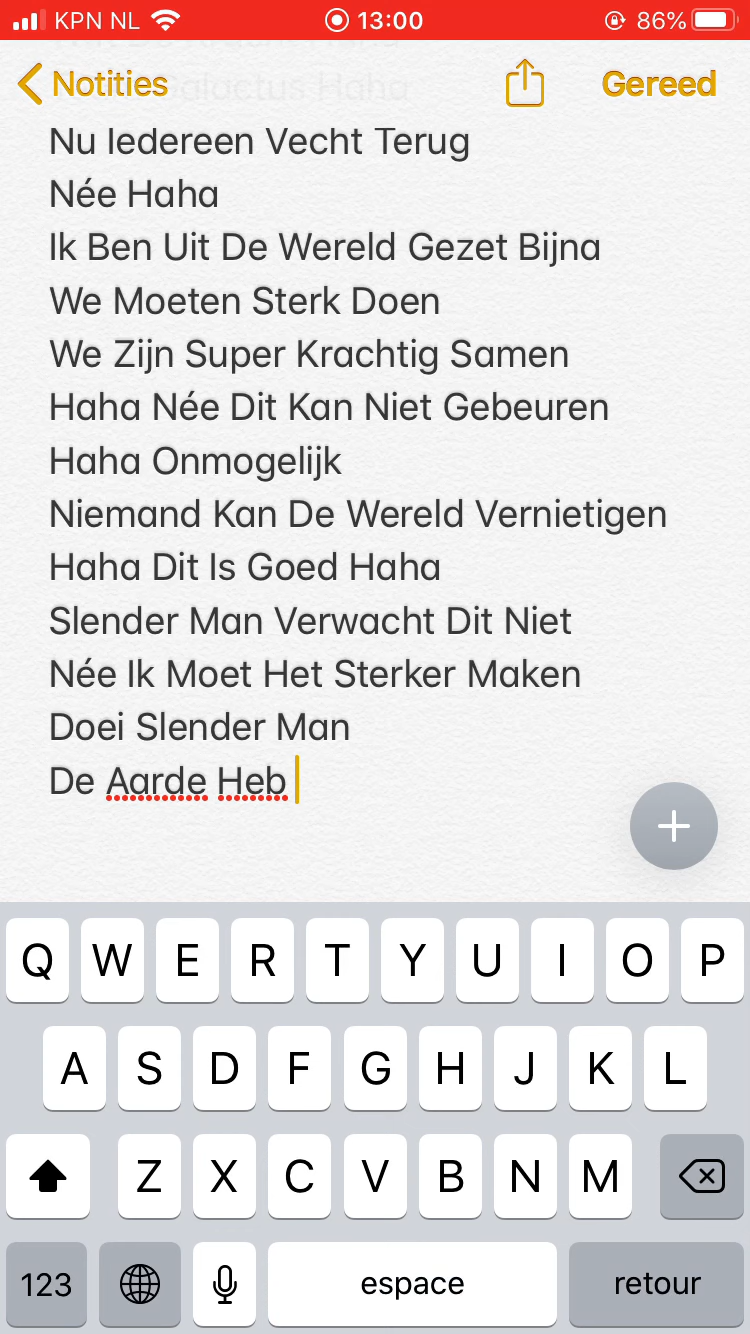 KPN NL 13:00 86%
Notities Galactus Haha Gereed
Nu Iedereen Vecht Terug
Née Haha
Ik Ben Uit De Wereld Gezet Bijna
We Moeten Sterk Doen
We Zijn Super Krachtig Samen
Haha Née Dit Kan Niet Gebeuren
Haha Onmogelijk
Niemand Kan De Wereld Vernietigen
Haha Dit Is Goed Haha
Slender Man Verwacht Dit Niet
Née Ik Moet Het Sterker Maken
Doei Slender Man
De Aarde Heb
Q W E R T Y U I O P
A S D F G H J K L
Z X C V B N M
123 espace retour